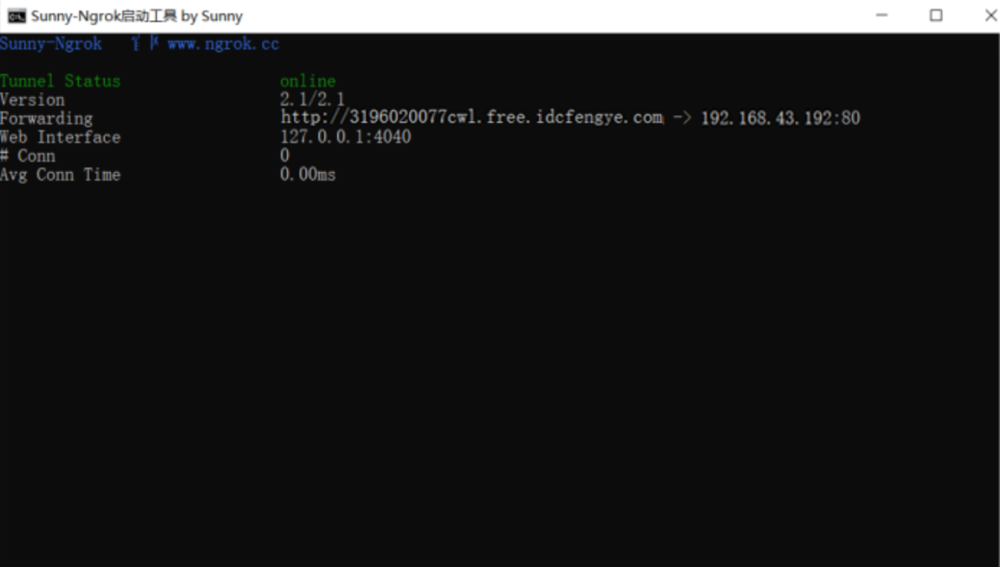 Sunny-Ngrok启动工具 by Sunny
Sunny-Ngrok www.ngrok.cc
Tunnel Status online
Version 2.1/2.1
Forwarding http://3196020077cwl.free.idcfengye.com -> 192.168.43.192:80
Web Interface 127.0.0.1:4040
# Conn 0
Avg Conn Time 0.00ms